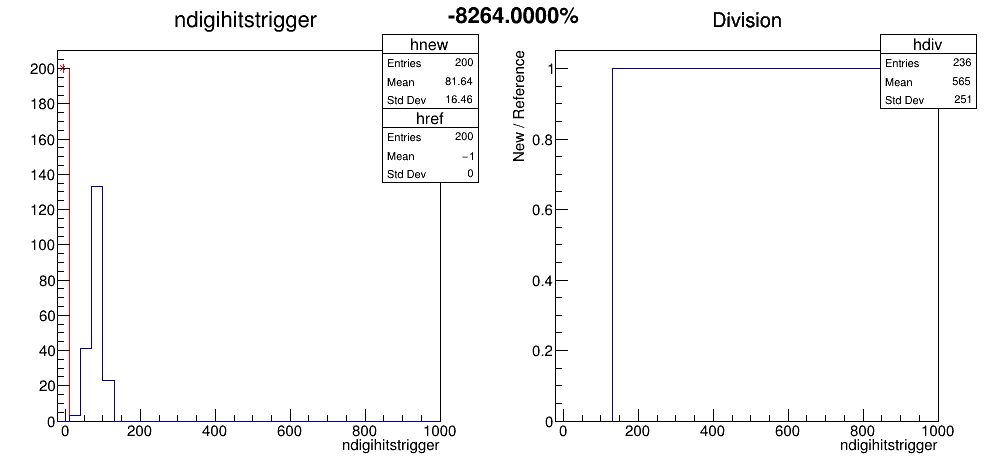 -8264.0000%
ndigihitstrigger
hnew
Entries 200
Mean 81.64
Std Dev 16.46
href
Entries 200
Mean −1
Std Dev 0
200
180
160
140
120
100
80
60
40
20
0
0 200 400 600 800 1000
ndigihitstrigger
Division
hdiv
Entries 236
Mean 565
Std Dev 251
New / Reference
1
0.8
0.6
0.4
0.2
0
0 200 400 600 800 1000
ndigihitstrigger